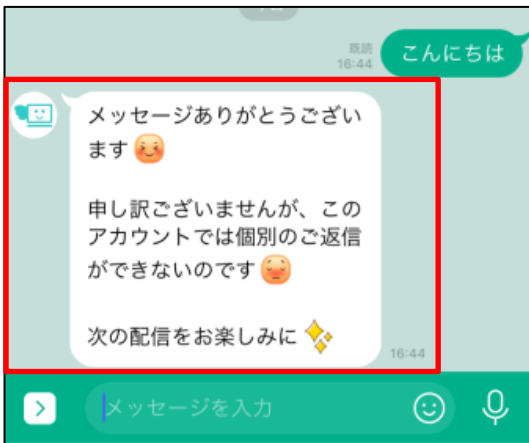 こんにちは
既読
16:44
メッセージありがとうござい
ます
申し訳ございませんが、この
アカウントでは個別のご返信
ができないのです
次の配信をお楽しみに
16:44
メッセージを入力